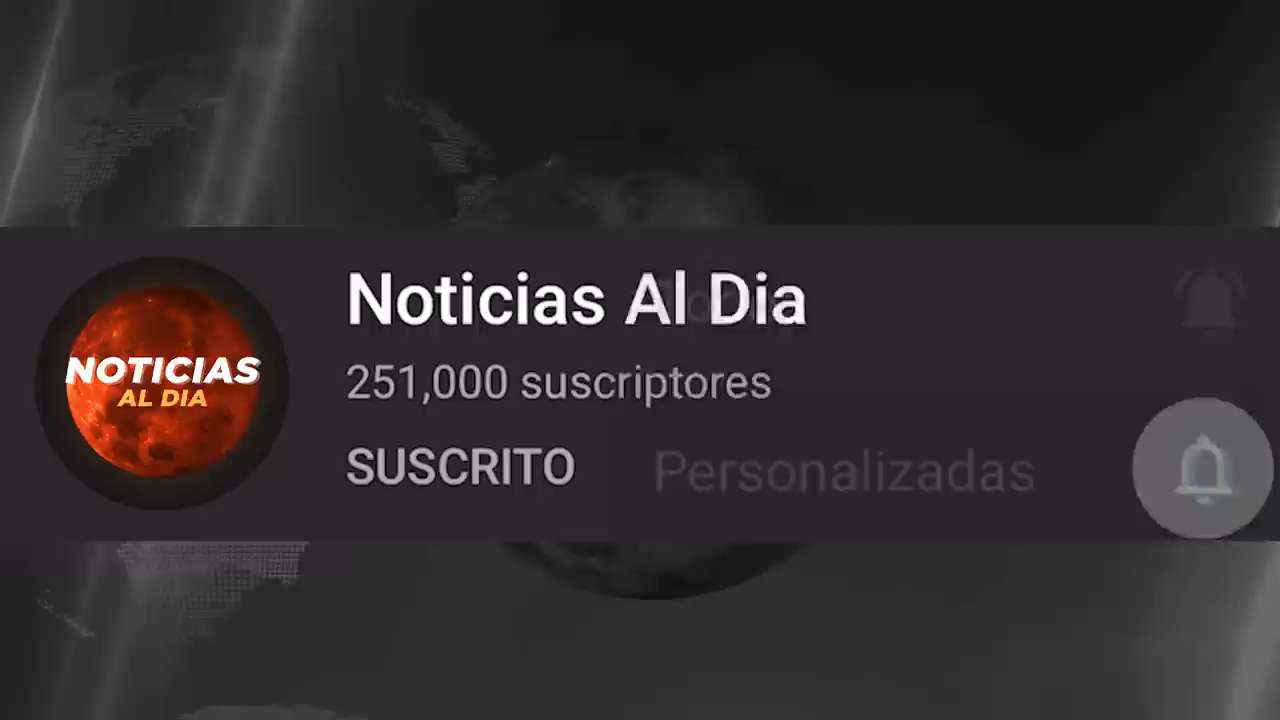 NOTICIAS
AL DIA
Noticias Al Dia
251,000 suscriptores
SUSCRITO
Personalizadas